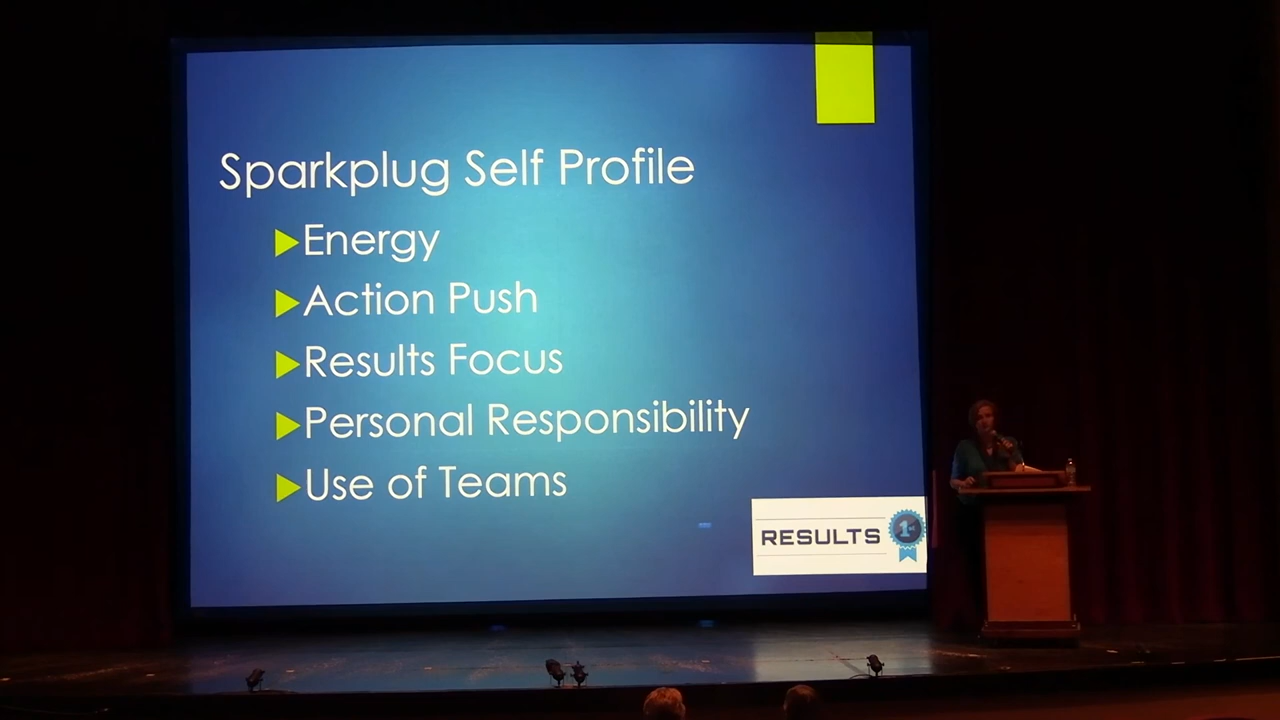 Sparkplug Self Profile
Energy
Action Push
Results Focus
Personal Responsibility
Use of Teams
RESULTS 1st